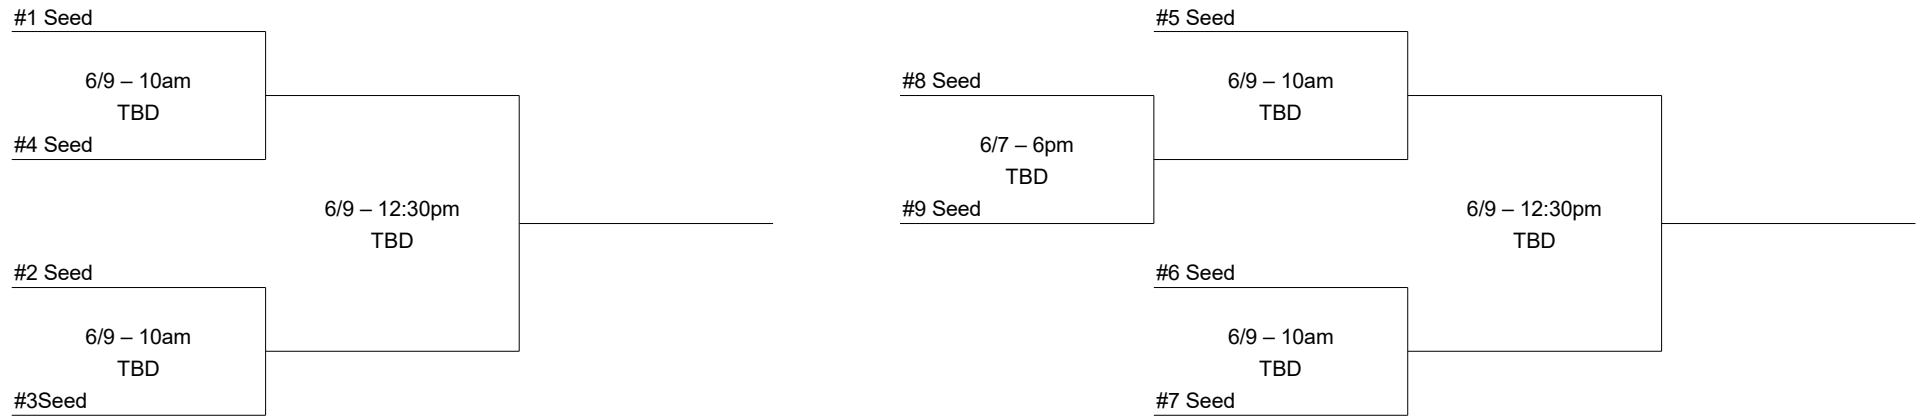 #1 Seed
6/9 – 10am
TBD
#4 Seed
6/9 – 12:30pm
TBD
#2 Seed
6/9 – 10am
TBD
#3Seed
#5 Seed
#8 Seed
6/9 – 10am
TBD
6/7 – 6pm
TBD
#9 Seed
6/9 – 12:30pm
TBD
#6 Seed
6/9 – 10am
TBD
#7 Seed